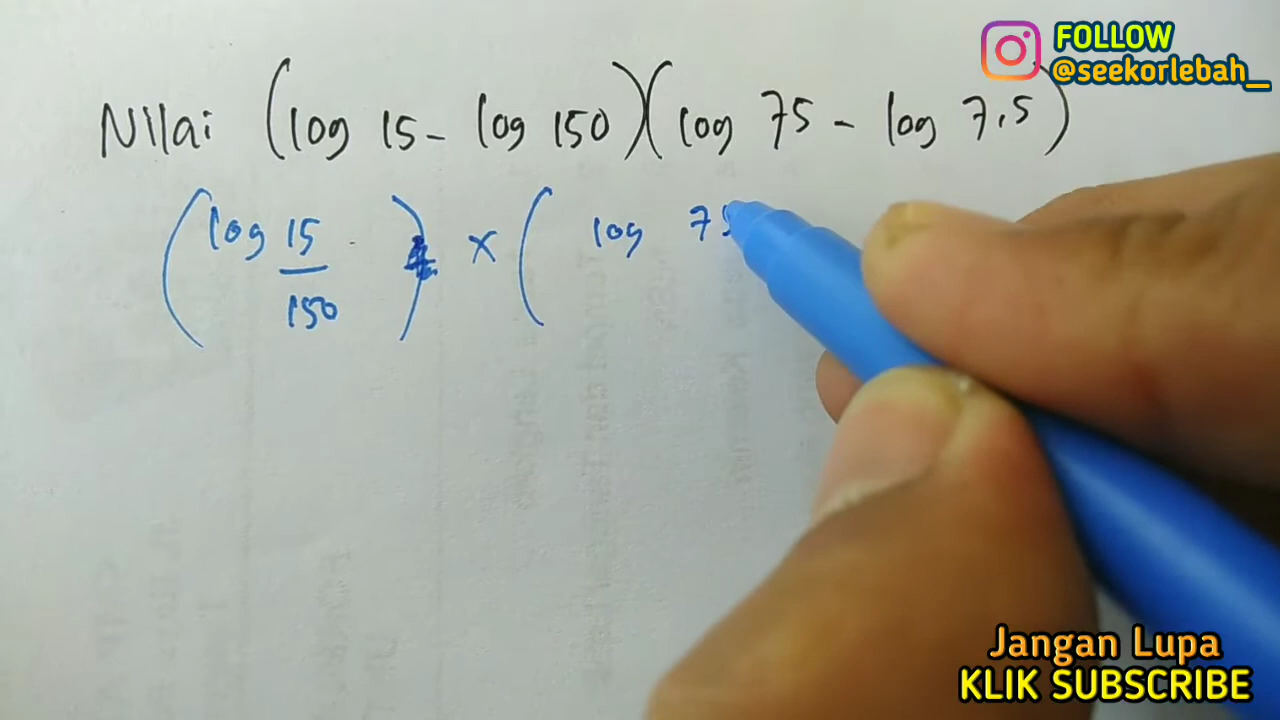 FOLLOW
@seekorlebah_
Nilai (log 15 - log 150)(log 75 - log 7,5)
(log 15/150) × (log 75
Jangan Lupa
KLIK SUBSCRIBE